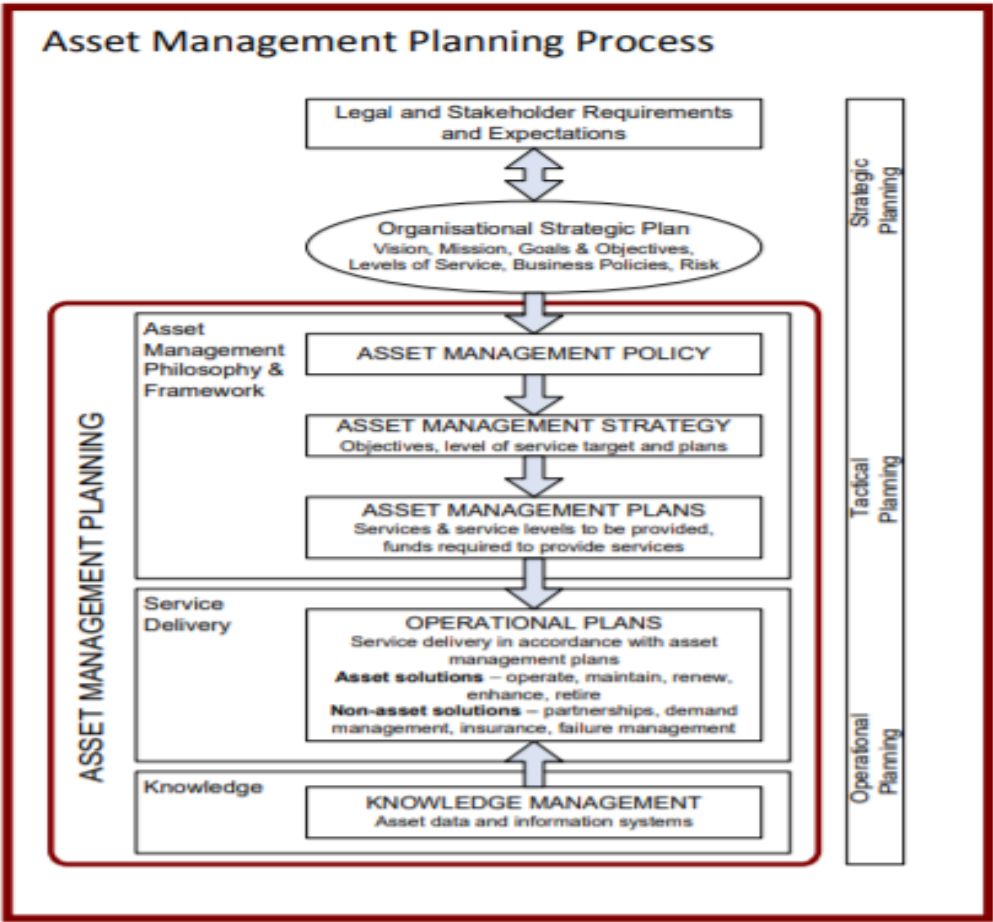 Asset Management Planning Process
Legal and Stakeholder Requirements
and Expectations
Organisational Strategic Plan
Vision, Mission, Goals & Objectives,
Levels of Service, Business Policies, Risk
Asset
Management
Philosophy &
Framework
ASSET MANAGEMENT POLICY
ASSET MANAGEMENT STRATEGY
Objectives, level of service target and plans
ASSET MANAGEMENT PLANS
Services & service levels to be provided,
funds required to provide services
Service
Delivery
OPERATIONAL PLANS
Service delivery in accordance with asset
management plans
Asset solutions – operate, maintain, renew,
enhance, retire
Non-asset solutions – partnerships, demand
management, insurance, failure management
Knowledge
KNOWLEDGE MANAGEMENT
Asset data and information systems
ASSET MANAGEMENT PLANNING
Strategic
Planning
Tactical
Planning
Operational
Planning